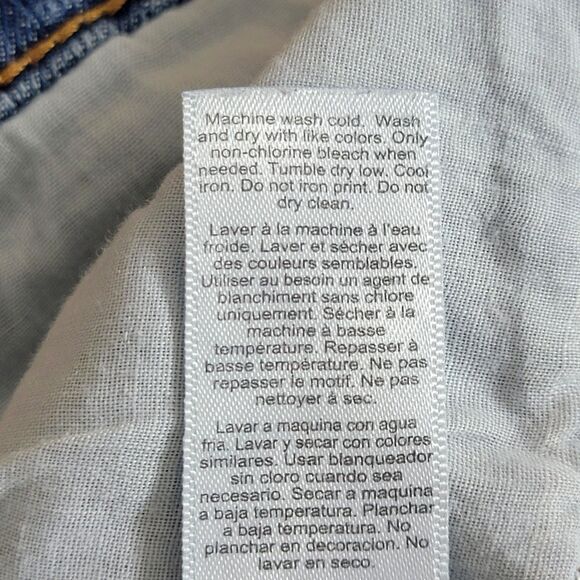 Machine wash cold. Wash
and dry with like colors. Only
non-chlorine bleach when
needed. Tumble dry low. Cool
iron. Do not iron print. Do not
dry clean.
Laver à la machine à l'eau
froide. Laver et sécher avec
des couleurs semblables.
Utiliser au besoin un agent de
blanchiment sans chlore
uniquement. Sécher à la
machine à basse
température. Repasser à
basse température. Ne pas
repasser le motif. Ne pas
nettoyer à sec.
Lavar a maquina con agua
fria. Lavar y secar con colores
similares. Usar blanqueador
sin cloro cuando sea
necesario. Secar a maquina
a baja temperatura. Planchar
a baja temperatura. No
planchar en decoracion. No
lavar en seco.